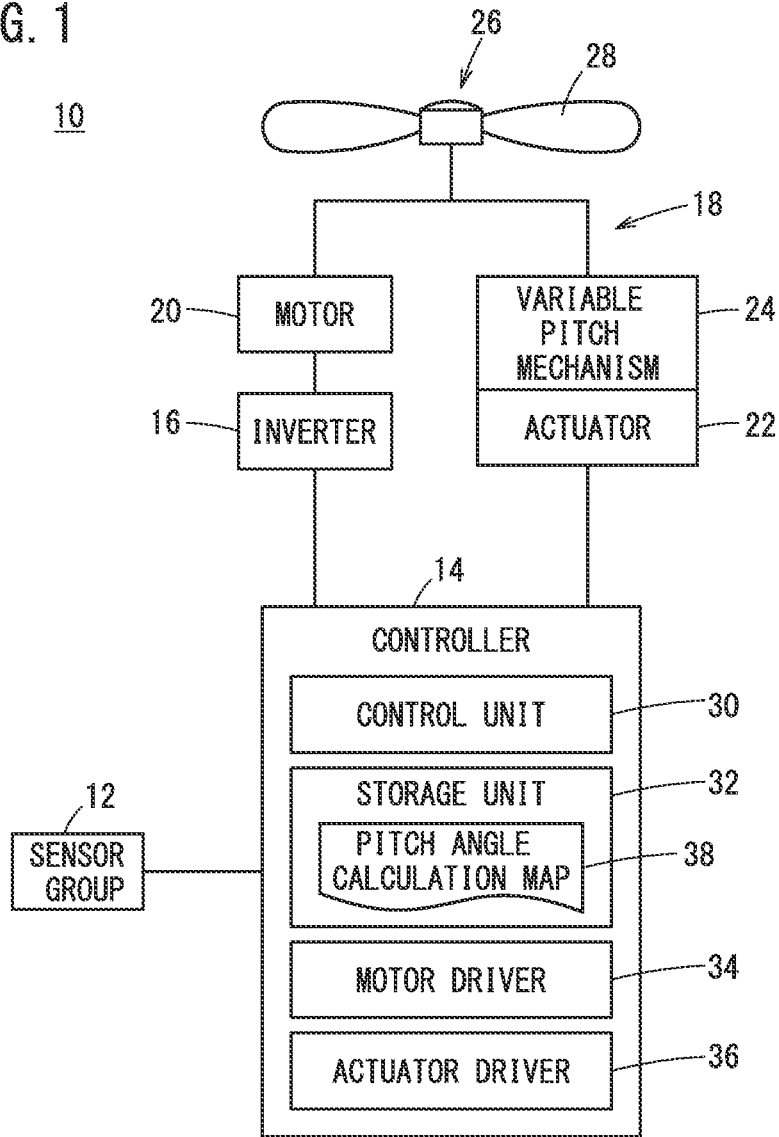 G. 1
26
28
10
18
20
MOTOR
VARIABLE
PITCH
MECHANISM
24
16
INVERTER
ACTUATOR
22
14
CONTROLLER
CONTROL UNIT
30
STORAGE UNIT
32
PITCH ANGLE
CALCULATION MAP
38
12
SENSOR
GROUP
MOTOR DRIVER
34
ACTUATOR DRIVER
36